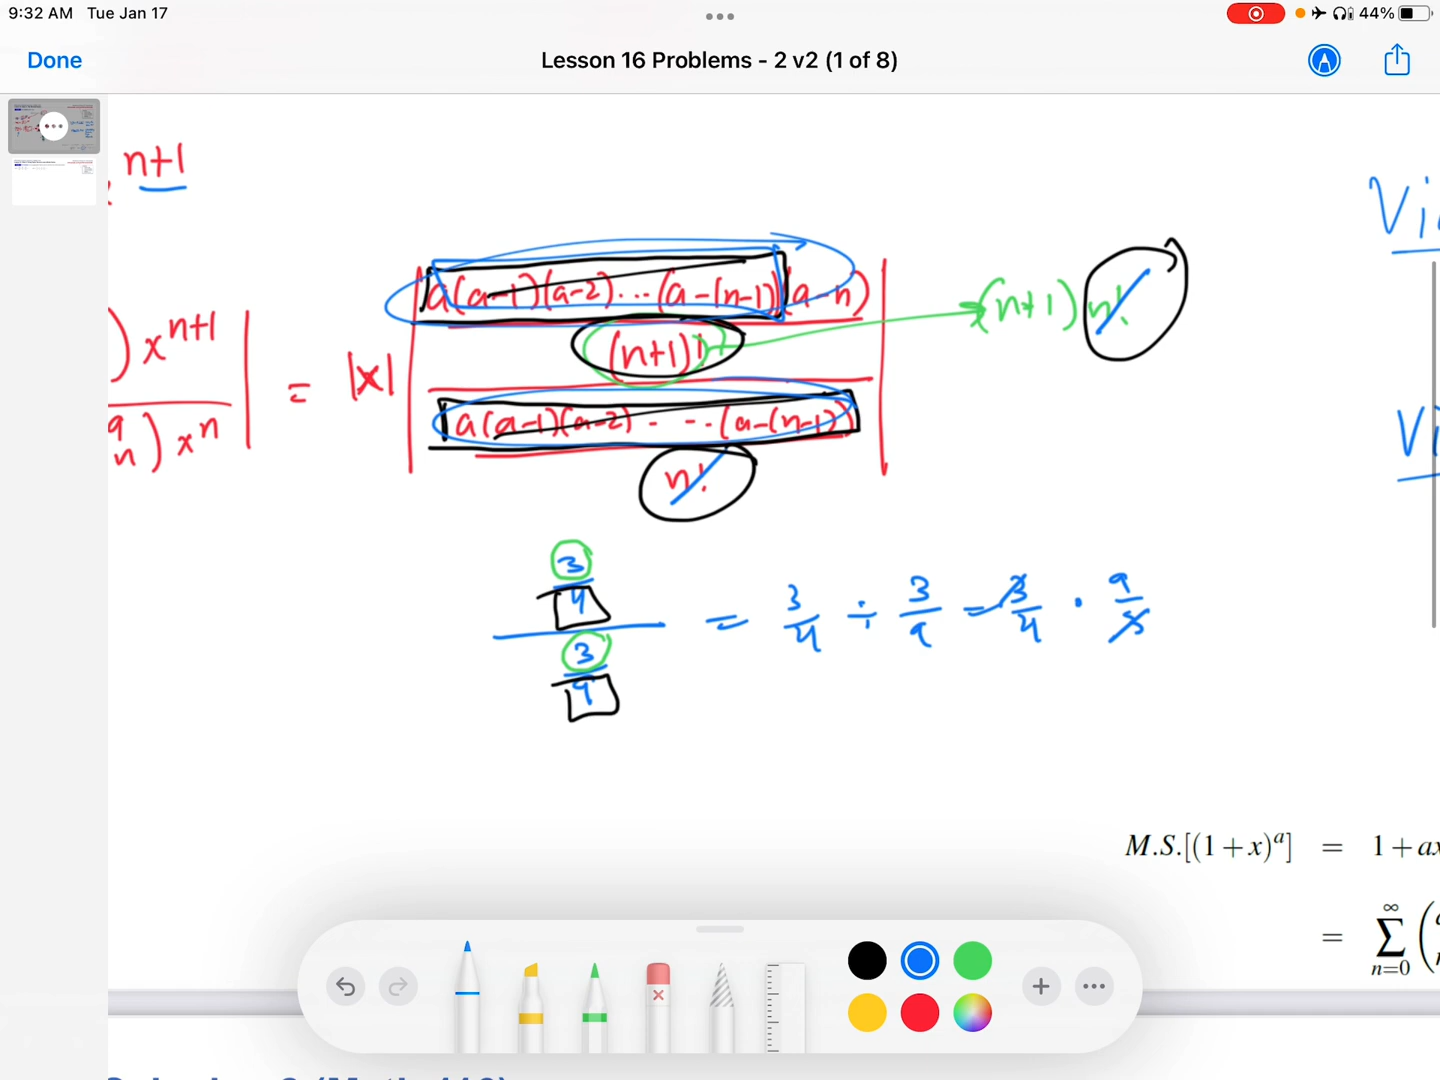 9:32 AM Tue Jan 17
44%
Done
Lesson 16 Problems - 2 v2 (1 of 8)
n+1
Vi
a(a-1)(a-2)...(a-(n-1))(a-n)
(n+1) n!
) x^{n+1}
(n+1)!
= |x|
a(a-1)(a-2)...(a-(n-1))
n) x^n
n!
V
3/4 / 3/9 = 3/4 ÷ 3/9 = 3/4 · 9/3
M.S.[(1+x)^a] = 1+ax
= ∑_{n=0}^{∞} (